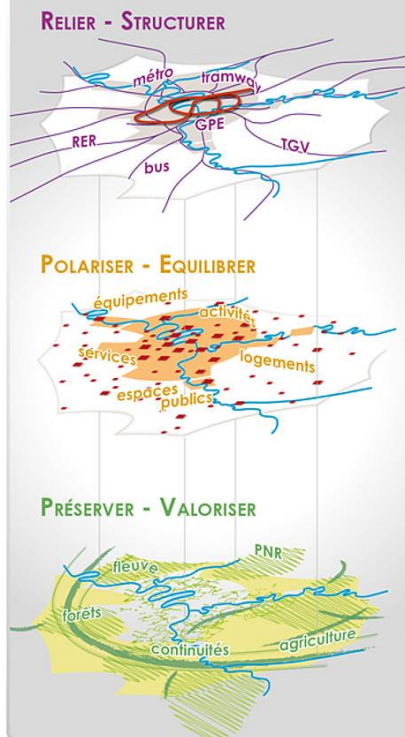 RELIER - STRUCTURER
métro
tramway
GPE
RER
TGV
bus
POLARISER - EQUILIBRER
équipements
activités
services
logements
espaces
publics
PRÉSERVER - VALORISER
PNR
fleuve
forêts
agriculture
continuités